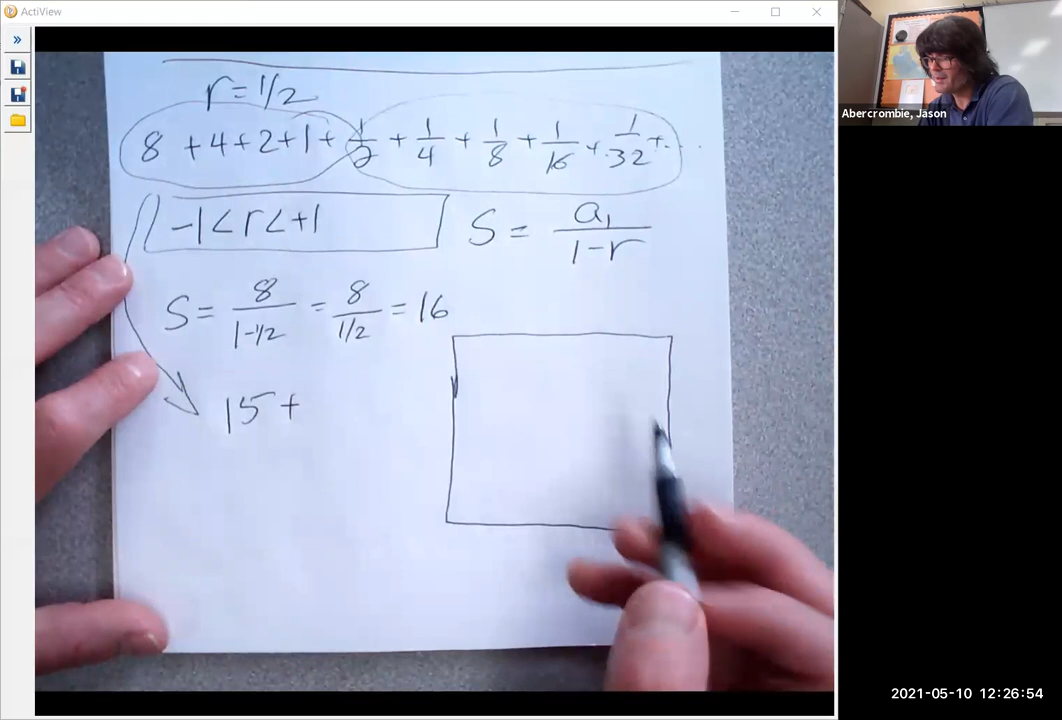 ActiView
»
r = 1/2
8 + 4 + 2 + 1 + 1/2 + 1/4 + 1/8 + 1/16 + 1/32 + ...
-1 < r < +1
S = a₁/(1-r)
S = 8/(1-1/2) = 8/(1/2) = 16
15 +
Abercrombie, Jason
2021-05-10 12:26:54